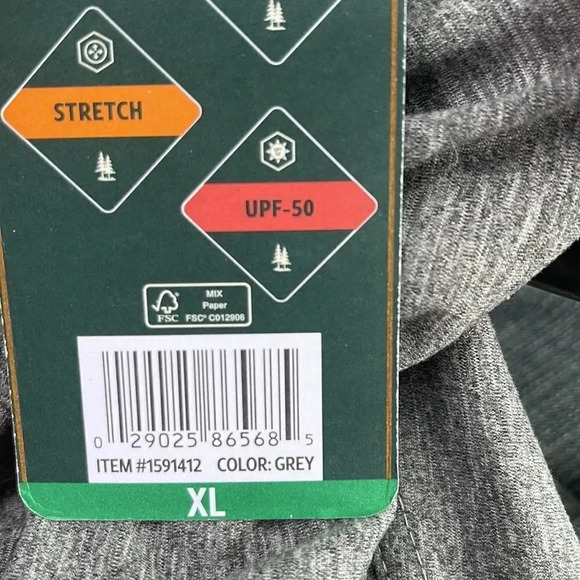 STRETCH
UPF-50
MIX
Paper
FSC
FSC® C012906
0 29025 86568 5
ITEM #1591412 COLOR: GREY
XL